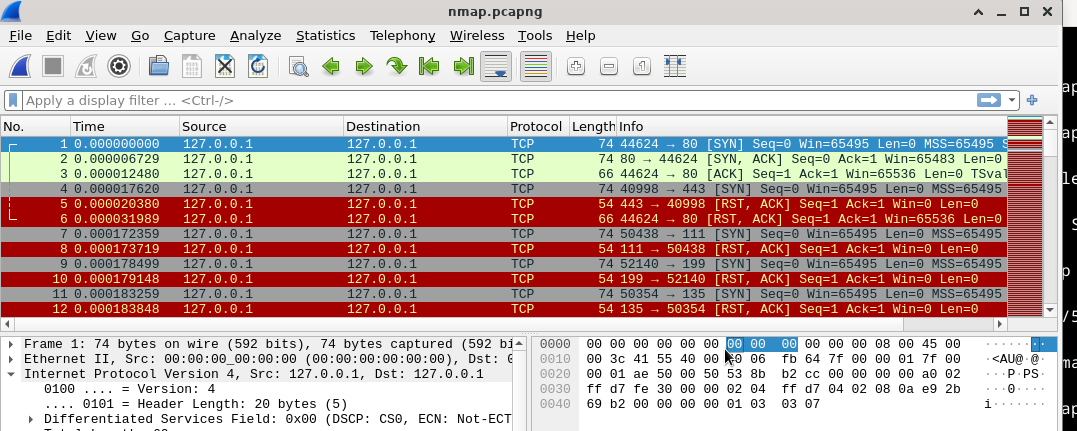 nmap.pcapng
File Edit View Go Capture Analyze Statistics Telephony Wireless Tools Help
Apply a display filter … <Ctrl-/>
No. Time Source Destination Protocol Length Info
1 0.000000000 127.0.0.1 127.0.0.1 TCP 74 44624 → 80 [SYN] Seq=0 Win=65495 Len=0 MSS=65495 S
2 0.000006729 127.0.0.1 127.0.0.1 TCP 74 80 → 44624 [SYN, ACK] Seq=0 Ack=1 Win=65483 Len=0
3 0.000012480 127.0.0.1 127.0.0.1 TCP 66 44624 → 80 [ACK] Seq=1 Ack=1 Win=65536 Len=0 TSval
4 0.000017620 127.0.0.1 127.0.0.1 TCP 74 40998 → 443 [SYN] Seq=0 Win=65495 Len=0 MSS=65495
5 0.000020380 127.0.0.1 127.0.0.1 TCP 54 443 → 40998 [RST, ACK] Seq=1 Ack=1 Win=0 Len=0
6 0.000031989 127.0.0.1 127.0.0.1 TCP 66 44624 → 80 [RST, ACK] Seq=1 Ack=1 Win=65536 Len=0
7 0.000172359 127.0.0.1 127.0.0.1 TCP 74 50438 → 111 [SYN] Seq=0 Win=65495 Len=0 MSS=65495
8 0.000173719 127.0.0.1 127.0.0.1 TCP 54 111 → 50438 [RST, ACK] Seq=1 Ack=1 Win=0 Len=0
9 0.000178499 127.0.0.1 127.0.0.1 TCP 74 52140 → 199 [SYN] Seq=0 Win=65495 Len=0 MSS=65495
10 0.000179148 127.0.0.1 127.0.0.1 TCP 54 199 → 52140 [RST, ACK] Seq=1 Ack=1 Win=0 Len=0
11 0.000183259 127.0.0.1 127.0.0.1 TCP 74 50354 → 135 [SYN] Seq=0 Win=65495 Len=0 MSS=65495
12 0.000183848 127.0.0.1 127.0.0.1 TCP 54 135 → 50354 [RST, ACK] Seq=1 Ack=1 Win=0 Len=0
Frame 1: 74 bytes on wire (592 bits), 74 bytes captured (592 bi
Ethernet II, Src: 00:00:00_00:00:00 (00:00:00:00:00:00), Dst: 0
Internet Protocol Version 4, Src: 127.0.0.1, Dst: 127.0.0.1
0100 .... = Version: 4
.... 0101 = Header Length: 20 bytes (5)
Differentiated Services Field: 0x00 (DSCP: CS0, ECN: Not-ECT
0000 00 00 00 00 00 00 00 00 00 00 00 00 08 00 45 00
0010 00 3c 41 55 40 00 40 06 fb 64 7f 00 00 01 7f 00 ·<AU@·@·
0020 00 01 ae 50 00 50 53 8b b2 cc 00 00 00 00 a0 02 ···P·PS·
0030 ff d7 fe 30 00 00 02 04 ff d7 04 02 08 0a e9 2b ···0····
0040 69 b2 00 00 00 00 01 03 03 07 i·······